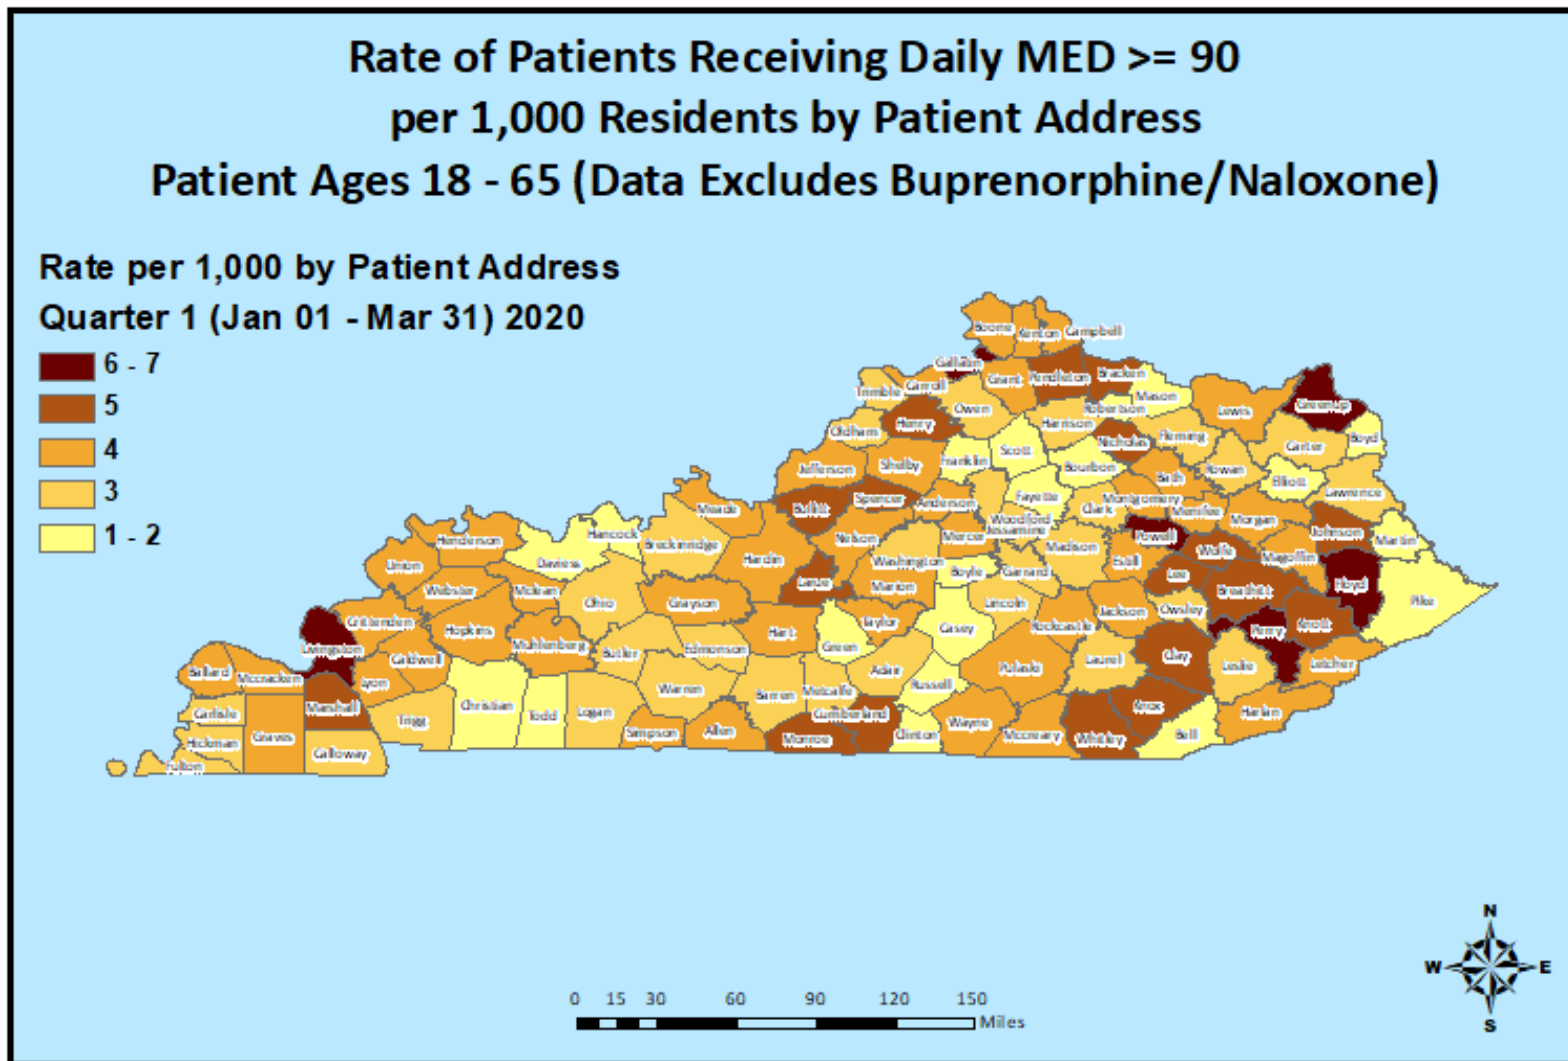 Rate of Patients Receiving Daily MED >= 90
per 1,000 Residents by Patient Address
Patient Ages 18 - 65 (Data Excludes Buprenorphine/Naloxone)
Rate per 1,000 by Patient Address
Quarter 1 (Jan 01 - Mar 31) 2020
6 - 7
5
4
3
1 - 2
Boone
Kenton
Campbell
Gallatin
Grant
Pendleton
Bracken
Trimble
Carroll
Owen
Robertson
Mason
Lewis
Greenup
Oldham
Henry
Harrison
Nicholas
Fleming
Carter
Boyd
Jefferson
Shelby
Franklin
Scott
Bourbon
Bath
Rowan
Elliott
Lawrence
Meade
Bullitt
Spencer
Anderson
Fayette
Clark
Montgomery
Menifee
Morgan
Woodford
Jessamine
Powell
Johnson
Martin
Henderson
Hancock
Breckinridge
Nelson
Mercer
Madison
Wolfe
Magoffin
Union
Daviess
Hardin
Washington
Boyle
Garrard
Estill
Lee
Floyd
Webster
Mclean
Ohio
Grayson
Larue
Marion
Lincoln
Jackson
Owsley
Breathitt
Pike
Livingston
Crittenden
Hopkins
Muhlenberg
Hart
Taylor
Casey
Rockcastle
Perry
Knott
Butler
Edmonson
Green
Ballard
Mccracken
Caldwell
Lyon
Warren
Barren
Metcalfe
Adair
Russell
Pulaski
Laurel
Clay
Leslie
Letcher
Carlisle
Marshall
Trigg
Christian
Todd
Logan
Simpson
Allen
Monroe
Cumberland
Clinton
Wayne
Mccreary
Whitley
Knox
Bell
Harlan
Hickman
Graves
Calloway
Fulton
N
W E
S
0 15 30 60 90 120 150
Miles